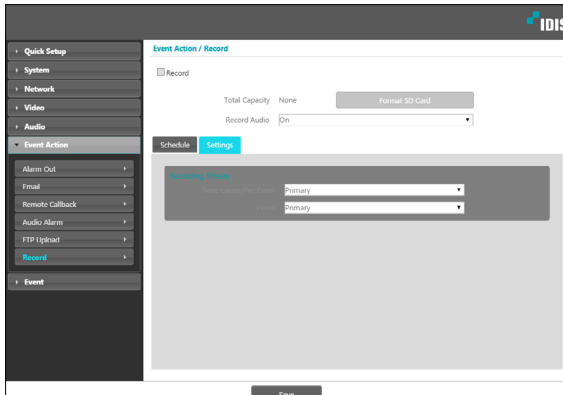 IDIS
Quick Setup
System
Network
Video
Audio
Event Action
Alarm Out
Email
Remote Callback
Audio Alarm
FTP Upload
Record
Event
Event Action / Record
Record
Total Capacity None Format SD Card
Record Audio On
Schedule Settings
Primary
Primary
Save